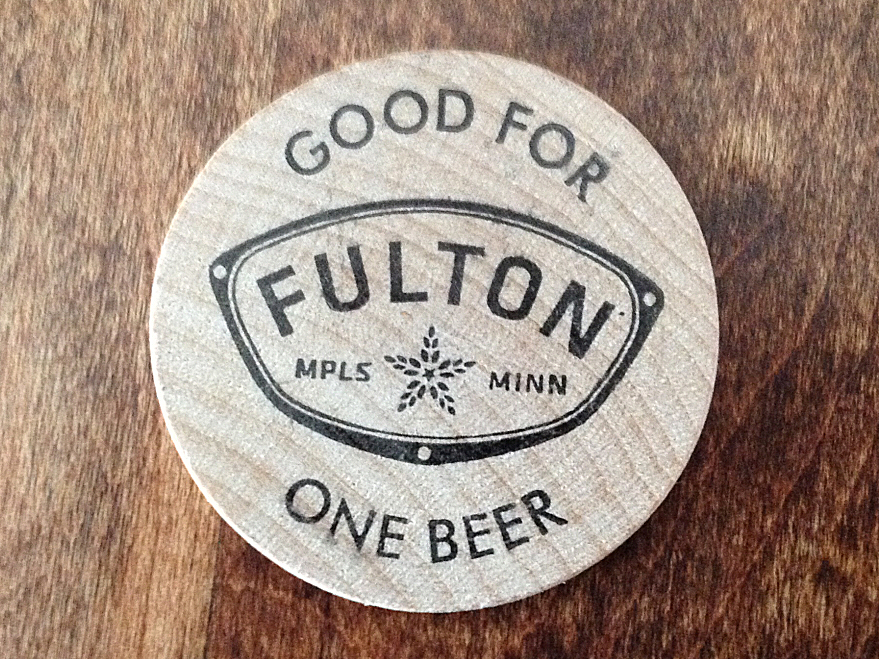 GOOD FOR
FULTON
MPLS MINN
ONE BEER